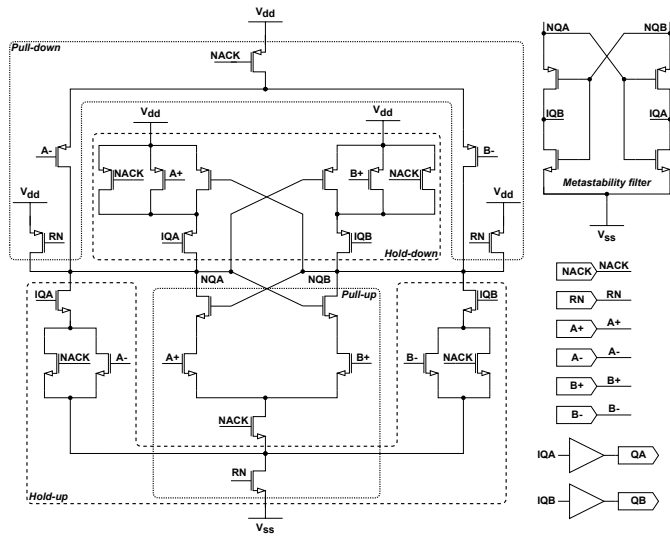 Vdd
Pull-down
NACK
NQA
NQB
Vdd
Vdd
IQB
IQA
A-
NACK
A+
B+
NACK
B-
Vdd
Vdd
Metastability filter
RN
IQA
IQB
RN
Vss
Hold-down
NQA
NQB
NACK
NACK
IQA
Pull-up
IQB
RN
RN
A+
A+
NACK
A-
A+
B+
B-
NACK
A-
A-
B+
B+
NACK
B-
B-
RN
IQA
QA
Hold-up
IQB
QB
Vss